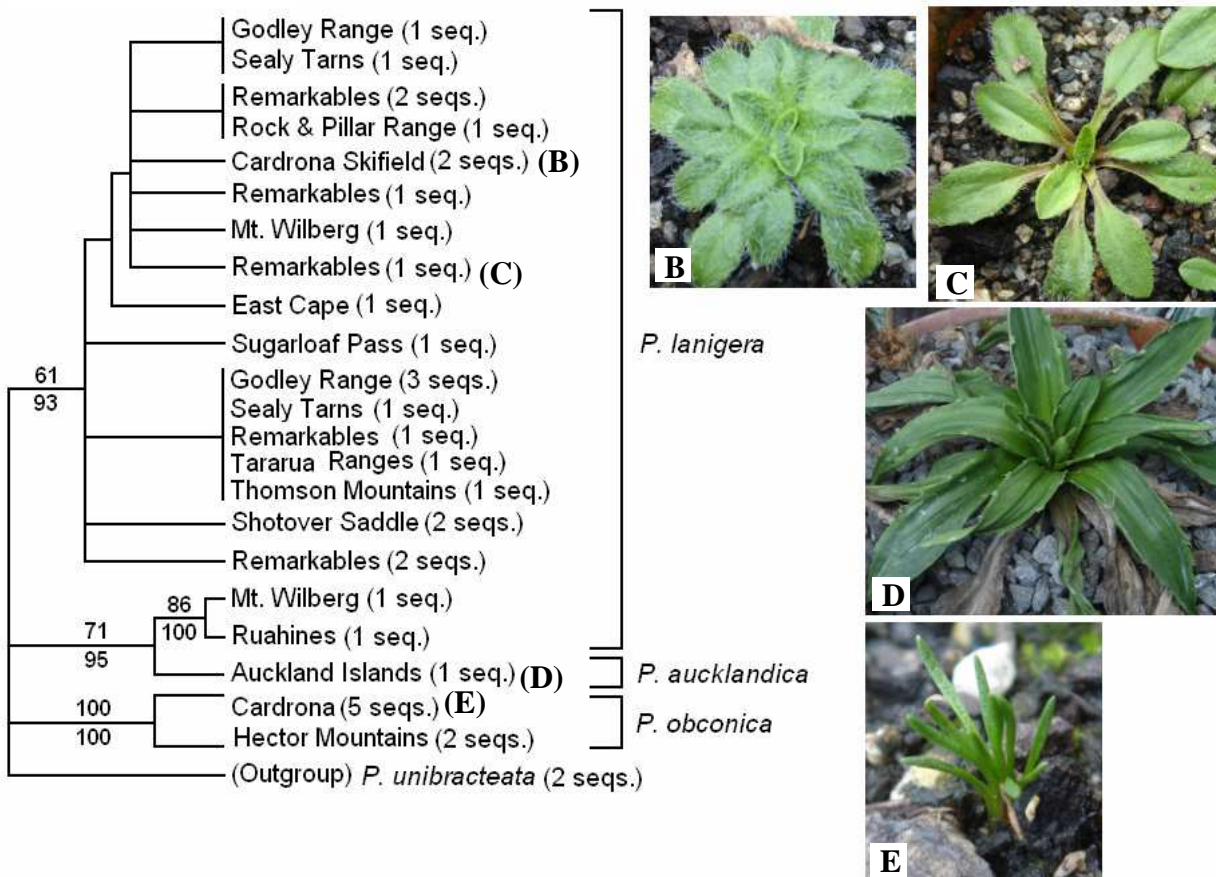 Godley Range (1 seq.)
Sealy Tarns (1 seq.)
Remarkables (2 seqs.)
Rock & Pillar Range (1 seq.)
Cardrona Skifield (2 seqs.) (B)
Remarkables (1 seq.)
Mt. Wilberg (1 seq.)
Remarkables (1 seq.) (C)
East Cape (1 seq.)
Sugarloaf Pass (1 seq.)
P. lanigera
61
93
Godley Range (3 seqs.)
Sealy Tarns (1 seq.)
Remarkables (1 seq.)
Tararua Ranges (1 seq.)
Thomson Mountains (1 seq.)
Shotover Saddle (2 seqs.)
Remarkables (2 seqs.)
86
100
Mt. Wilberg (1 seq.)
Ruahines (1 seq.)
71
95
Auckland Islands (1 seq.) (D)
P. aucklandica
100
100
Cardrona (5 seqs.) (E)
Hector Mountains (2 seqs.)
P. obconica
(Outgroup) P. unibracteata (2 seqs.)
B
C
D
E